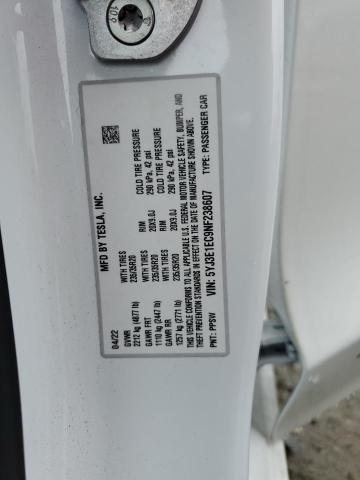 10.9
MFD BY TESLA, INC.
04/22
GVWR
2212 kg (4877 lb)
GAWR FRT WITH TIRES RIM COLD TIRE PRESSURE
1110 kg (2447 lb) 235/35R20 20X9.0J 290 kPa, 42 psi
GAWR RR WITH TIRES RIM COLD TIRE PRESSURE
1257 kg (2771 lb) 235/35R20 20X9.0J 290 kPa, 42 psi
THIS VEHICLE CONFORMS TO ALL APPLICABLE U.S. FEDERAL MOTOR VEHICLE SAFETY, BUMPER, AND
THEFT PREVENTION STANDARDS IN EFFECT ON THE DATE OF MANUFACTURE SHOWN ABOVE.
VIN: 5YJ3E1EC9NF238607
PNT: PPSW TYPE: PASSENGER CAR